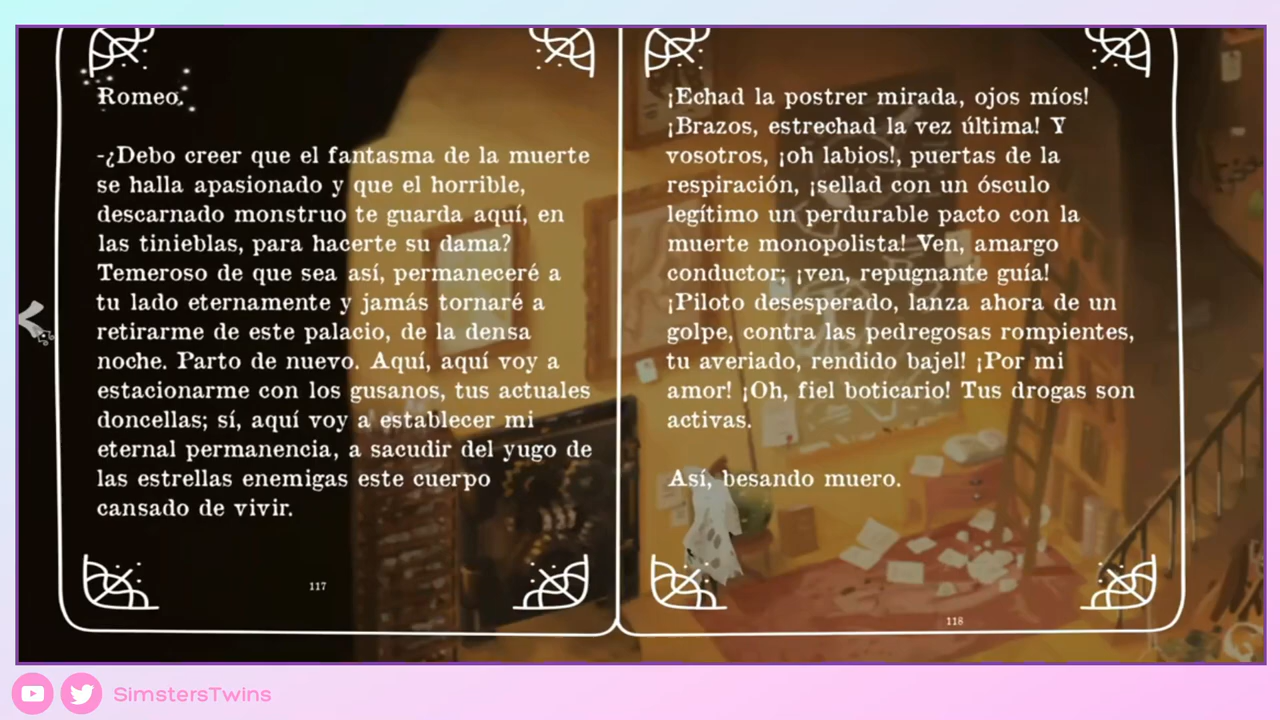 Romeo.
-¿Debo creer que el fantasma de la muerte
se halla apasionado y que el horrible,
descarnado monstruo te guarda aquí, en
las tinieblas, para hacerte su dama?
Temeroso de que sea así, permaneceré a
tu lado eternamente y jamás tornaré a
retirarme de este palacio, de la densa
noche. Parto de nuevo. Aquí, aquí voy a
estacionarme con los gusanos, tus actuales
doncellas; sí, aquí voy a establecer mi
eternal permanencia, a sacudir del yugo de
las estrellas enemigas este cuerpo
cansado de vivir.
117
¡Echad la postrer mirada, ojos míos!
¡Brazos, estrechad la vez última! Y
vosotros, ¡oh labios!, puertas de la
respiración, ¡sellad con un ósculo
legítimo un perdurable pacto con la
muerte monopolista! Ven, amargo
conductor; ¡ven, repugnante guía!
¡Piloto desesperado, lanza ahora de un
golpe, contra las pedregosas rompientes,
tu averiado, rendido bajel! ¡Por mi
amor! ¡Oh, fiel boticario! Tus drogas son
activas.
Así, besando muero.
118
SimstersTwins